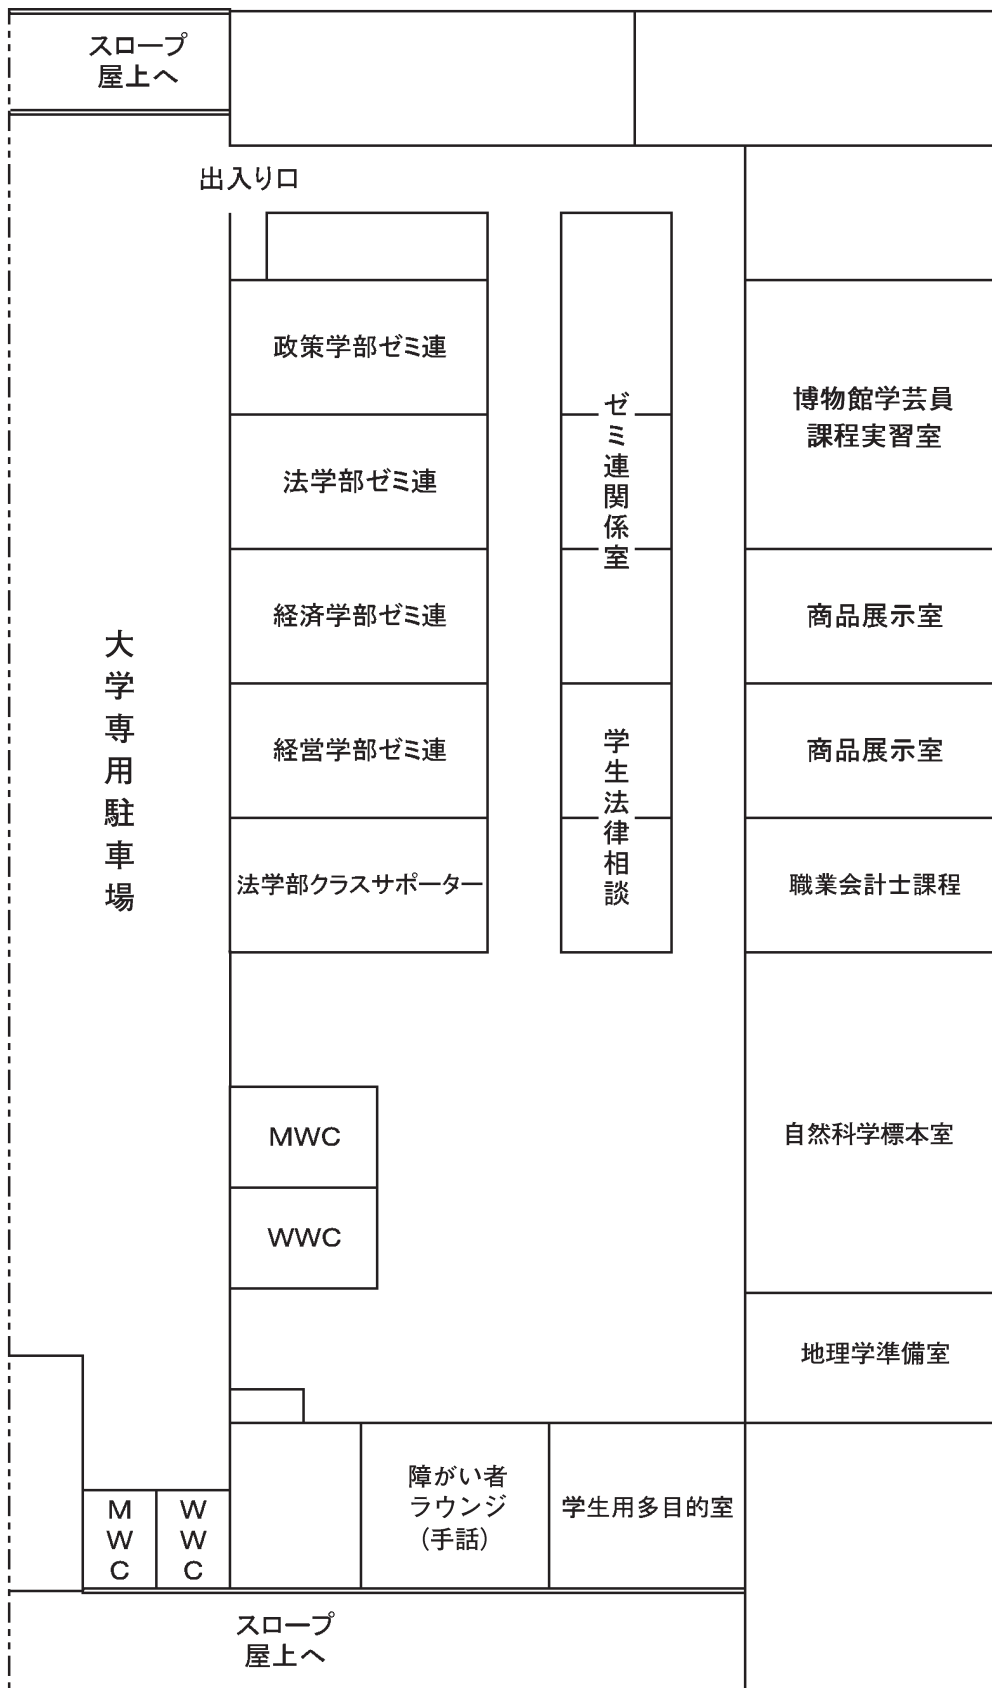 スロープ
屋上へ
出入り口
政策学部ゼミ連
法学部ゼミ連
経済学部ゼミ連
経営学部ゼミ連
法学部クラスサポーター
ゼミ連関係室
学生法律相談
博物館学芸員
課程実習室
商品展示室
商品展示室
職業会計士課程
大学専用駐車場
MWC
WWC
自然科学標本室
地理学準備室
MWC
WWC
障がい者
ラウンジ
(手話)
学生用多目的室
スロープ
屋上へ